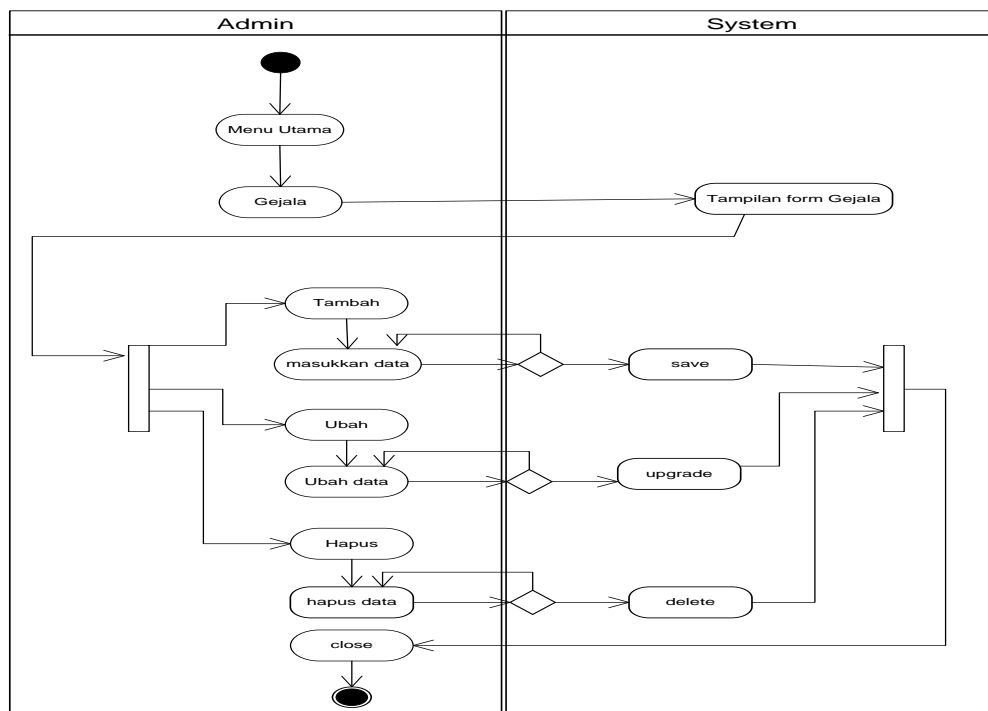 Admin
System
Menu Utama
Gejala
Tampilan form Gejala
Tambah
masukkan data
save
Ubah
Ubah data
upgrade
Hapus
hapus data
delete
close